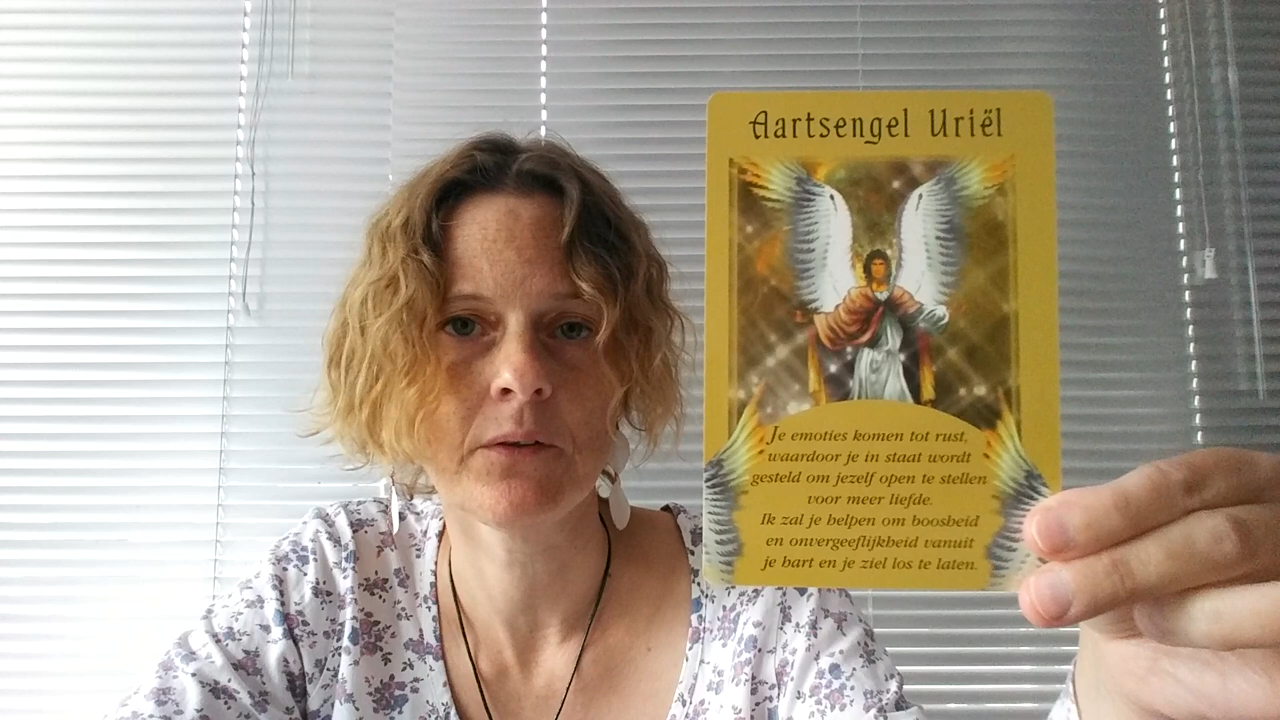 Aartsengel Uriël
Je emoties komen tot rust,
waardoor je in staat wordt
gesteld om jezelf open te stellen
voor meer liefde.
Ik zal je helpen om boosheid
en onvergeeflijkheid vanuit
je hart en je ziel los te laten.